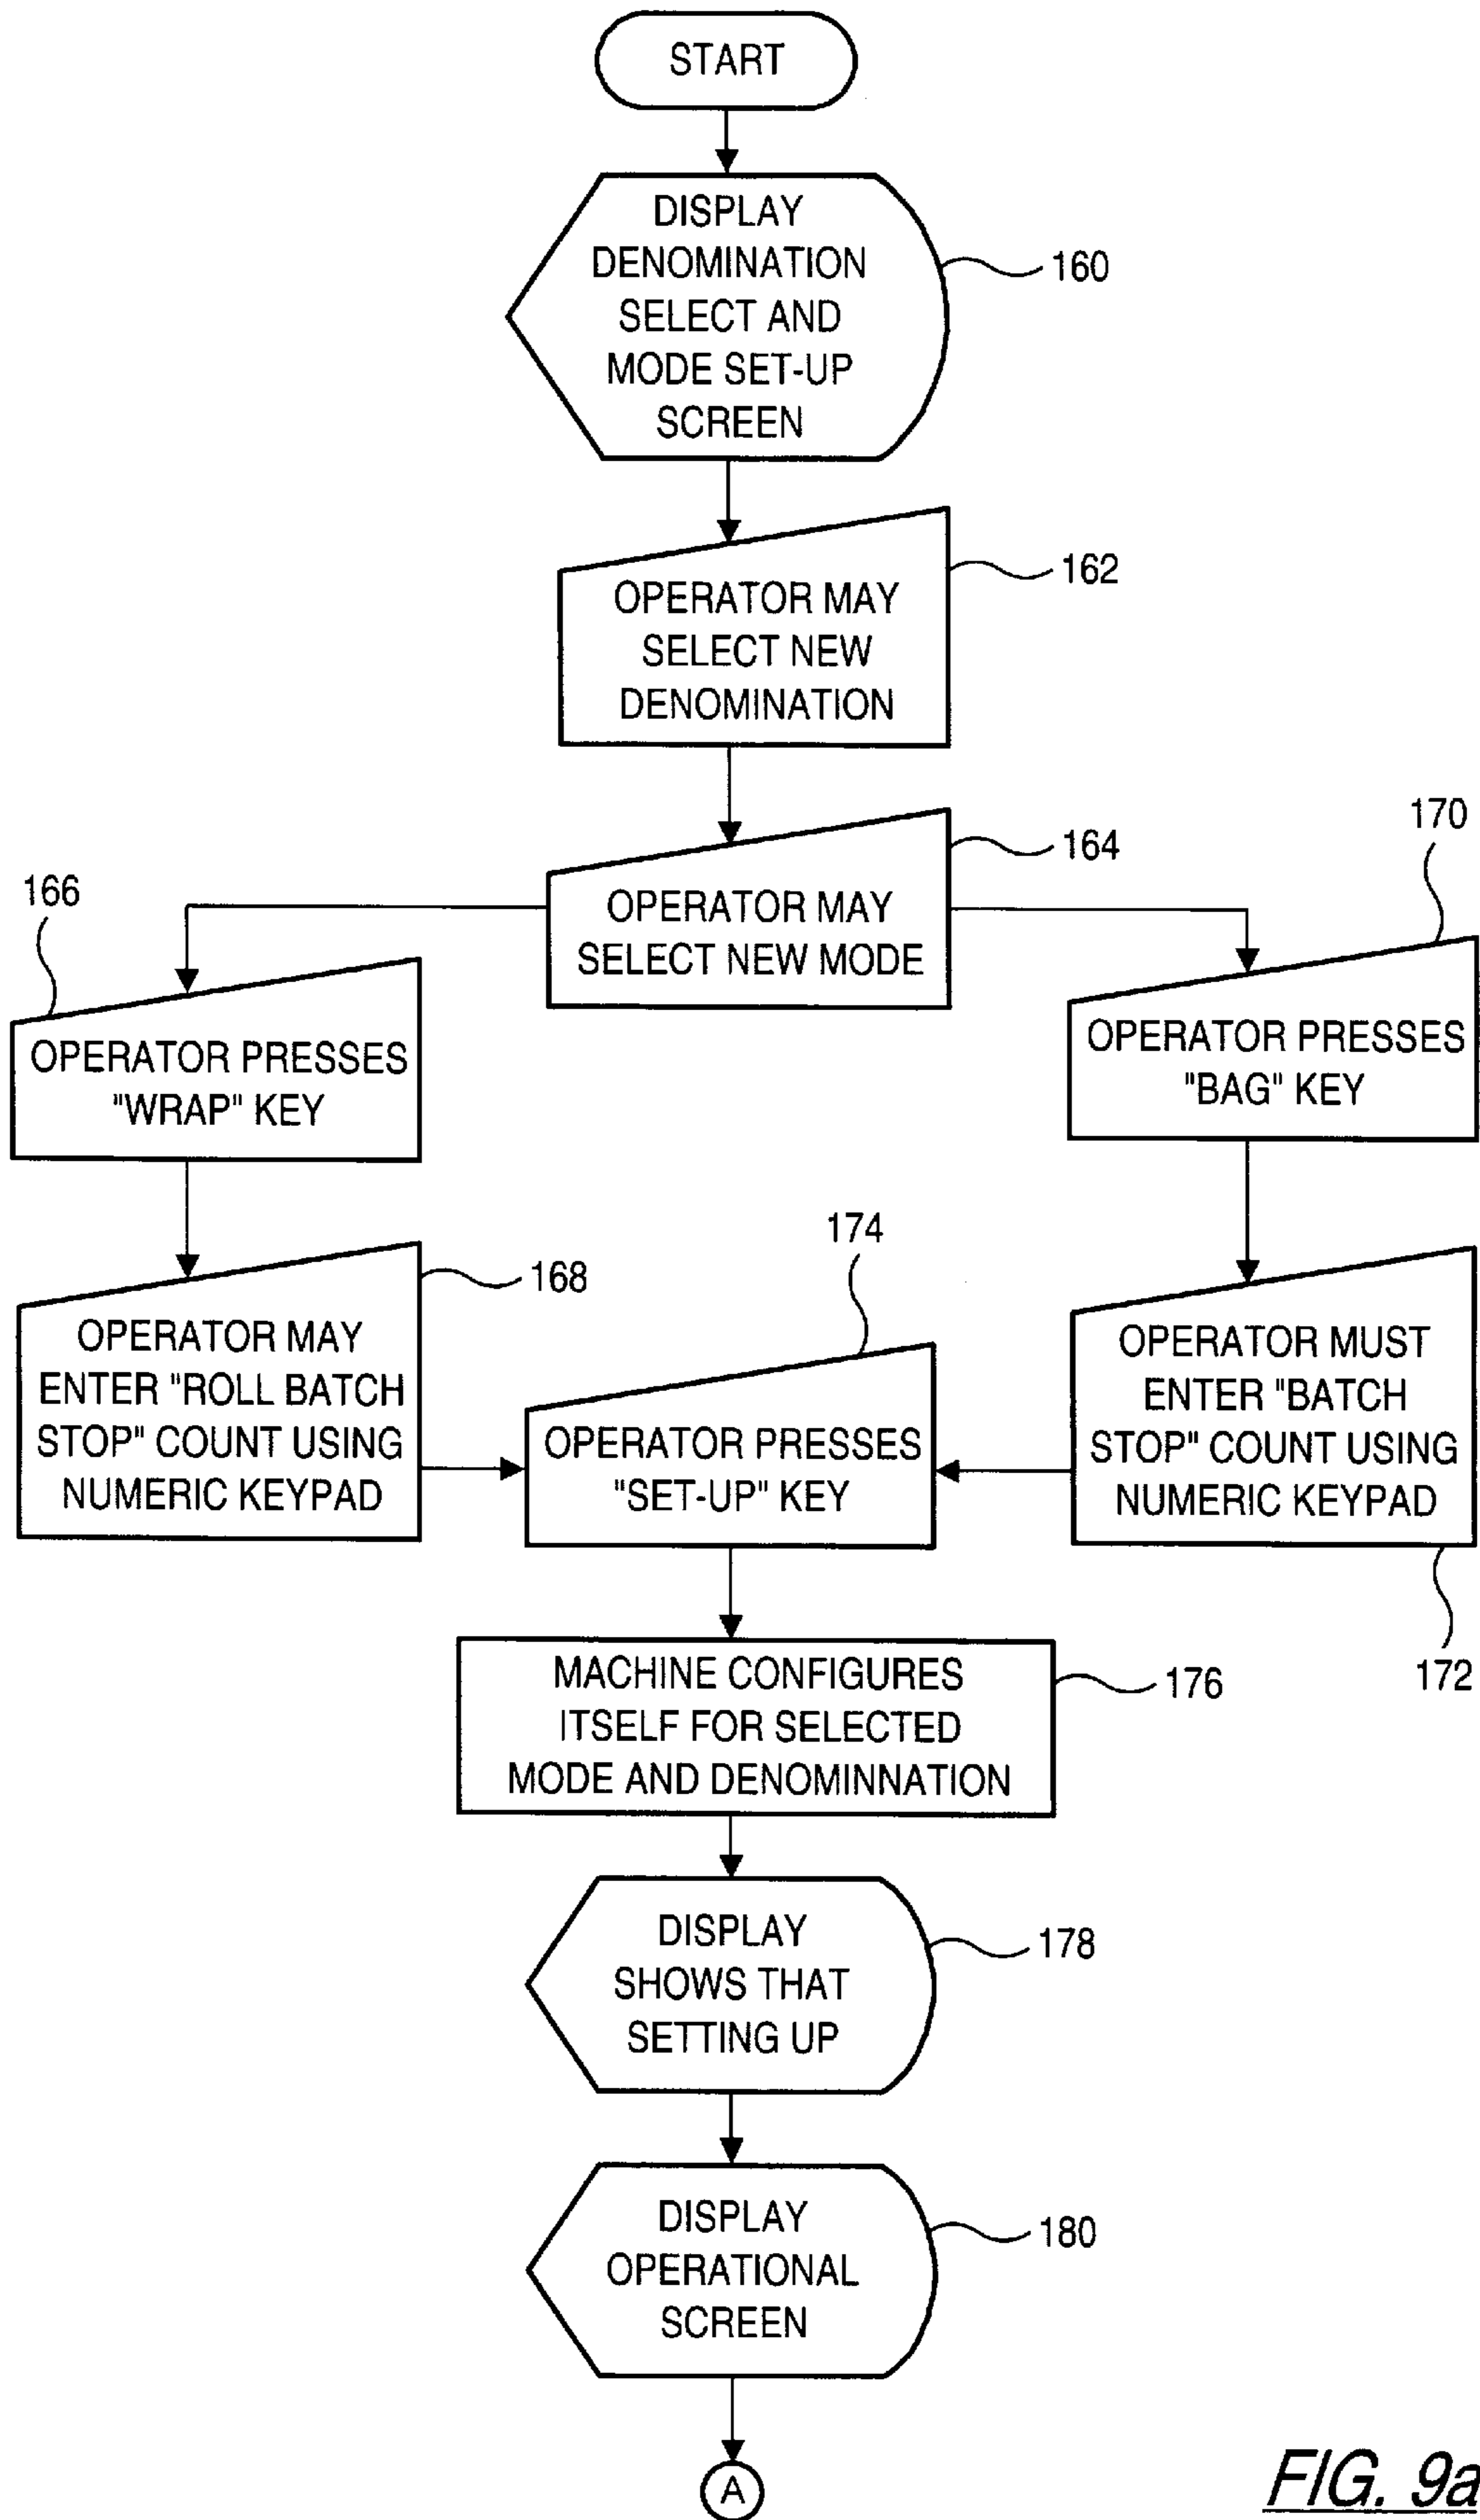 START
DISPLAY
DENOMINATION
SELECT AND
MODE SET-UP
SCREEN
160
OPERATOR MAY
SELECT NEW
DENOMINATION
162
OPERATOR MAY
SELECT NEW MODE
164
166
OPERATOR PRESSES
"WRAP" KEY
170
OPERATOR PRESSES
"BAG" KEY
OPERATOR MAY
ENTER "ROLL BATCH
STOP" COUNT USING
NUMERIC KEYPAD
168
174
OPERATOR PRESSES
"SET-UP" KEY
OPERATOR MUST
ENTER "BATCH
STOP" COUNT USING
NUMERIC KEYPAD
172
MACHINE CONFIGURES
ITSELF FOR SELECTED
MODE AND DENOMINNATION
176
DISPLAY
SHOWS THAT
SETTING UP
178
DISPLAY
OPERATIONAL
SCREEN
180
A
FIG. 9a